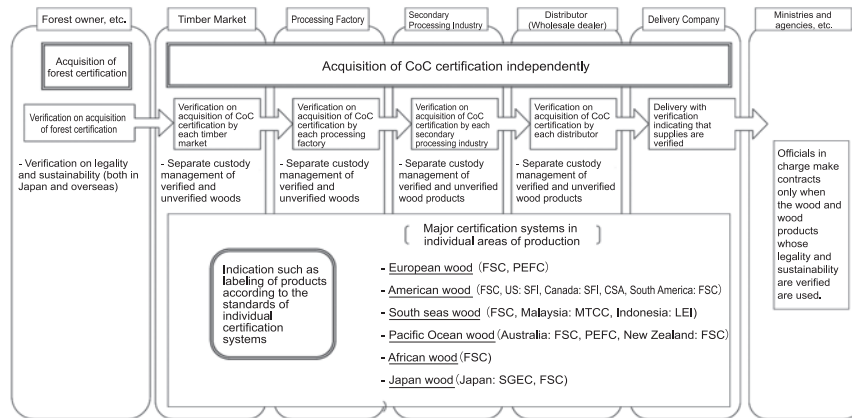 Forest owner, etc.
Timber Market
Processing Factory
Secondary
Processing Industry
Distributor
(Wholesale dealer)
Delivery Company
Ministries and
agencies, etc.
Acquisition of
forest certification
Acquisition of CoC certification independently
Verification on acquisition
of forest certification
Verification on
acquisition of CoC
certification by
each timber
market
Verification on
acquisition of CoC
certification by
each processing
factory
Verification on
acquisition of CoC
certification by each
secondary
processing industry
Verification on
acquisition of CoC
certification by each
each distributor
Delivery with
verification
indicating that
supplies are
verified
- Verification on legality
and sustainability (both in
Japan and overseas)
- Separate custody
management of
verified and
unverified woods
- Separate custody
management of
verified and
unverified woods
- Separate custody
management of
verified and
unverified wood
products
- Separate custody
management of
verified and
unverified wood
products
Officials in
charge make
contracts
only when
the wood and
wood
products
whose
legality and
sustainability
are verified
are used.
Indication such as
labeling of products
according to the
standards of
individual
certification
systems
Major certification systems in
individual areas of production
- European wood (FSC, PEFC)
- American wood (FSC, US: SFI, Canada: SFI, CSA, South America: FSC)
- South seas wood (FSC, Malaysia: MTCC, Indonesia: LEI)
- Pacific Ocean wood (Australia: FSC, PEFC, New Zealand: FSC)
- African wood (FSC)
- Japan wood (Japan: SGEC, FSC)